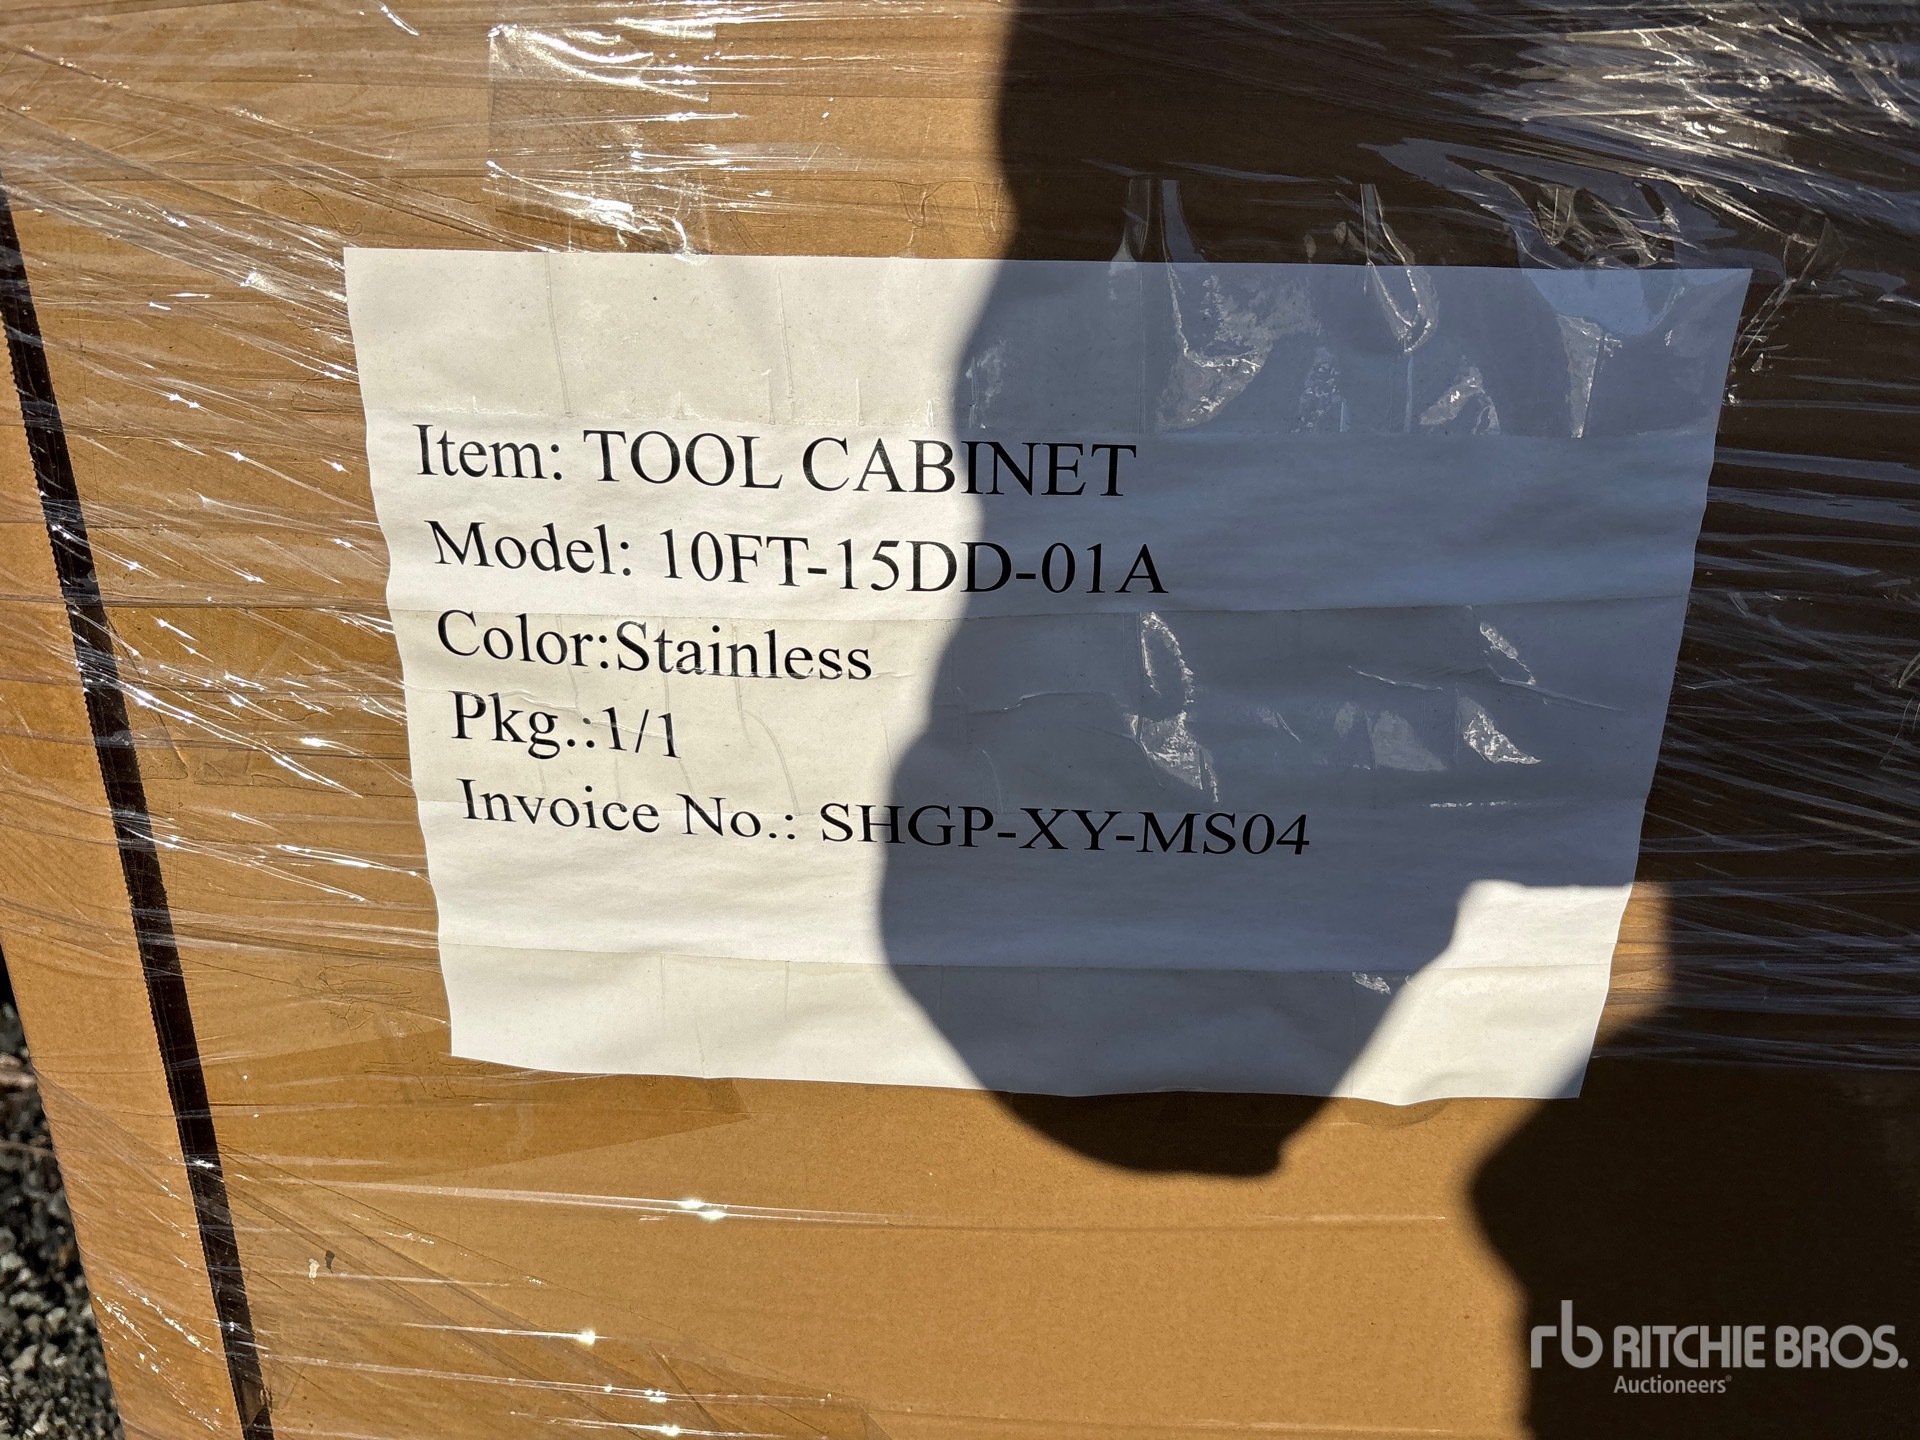 Item: TOOL CABINET
Model: 10FT-15DD-01A
Color:Stainless
Pkg.:1/1
Invoice No.: SHGP-XY-MS04
rb RITCHIE BROS.
Auctioneers®